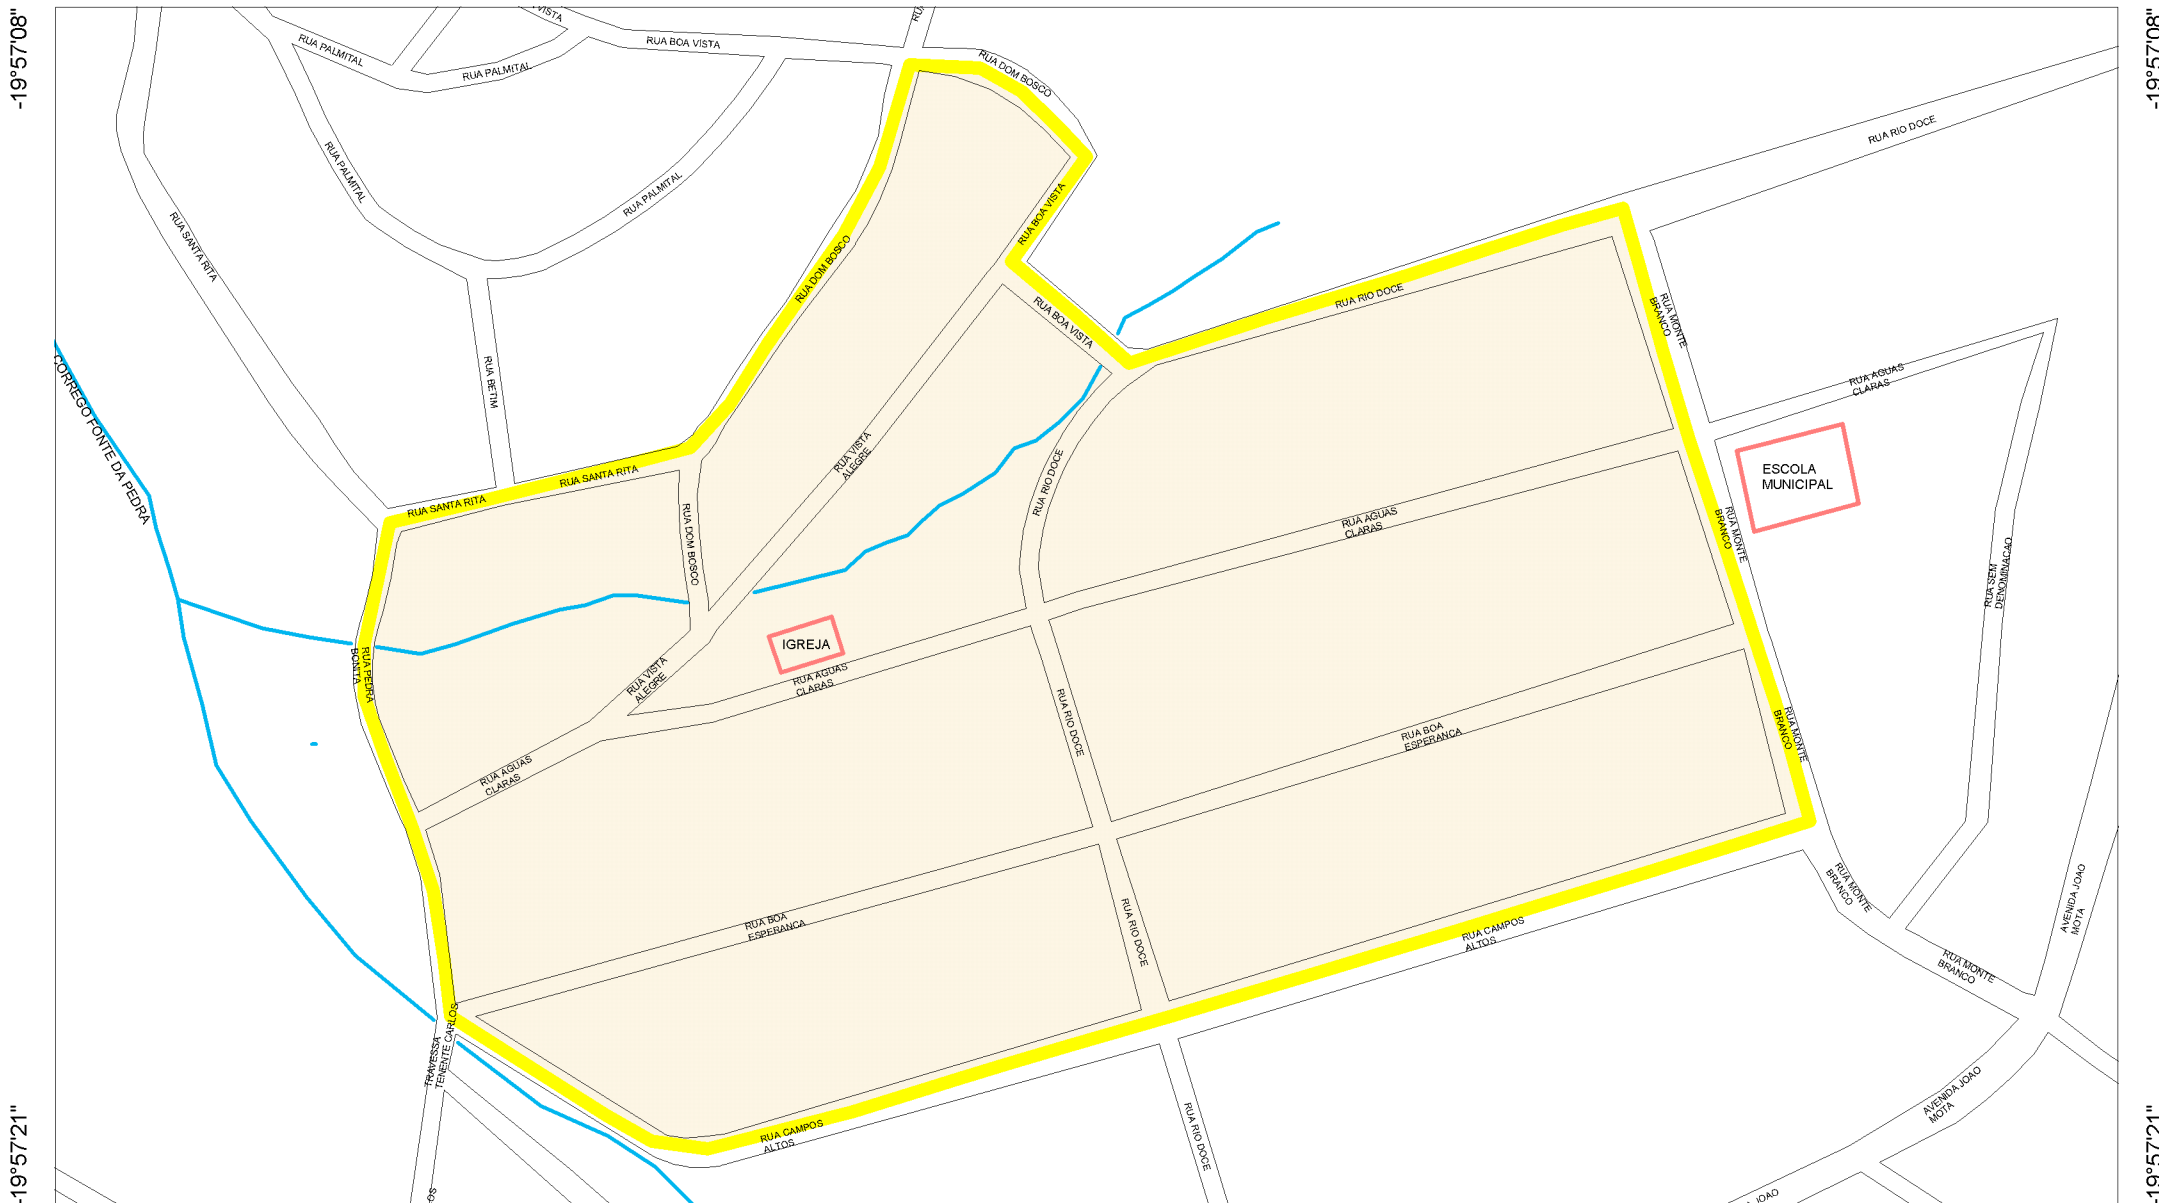 -19°57'08"
-19°57'08"
VISTA
RUA BOA VISTA
RUA PALMITAL
RUA PALMITAL
RUA DOM BOSCO
RUA RIO DOCE
RUA PALMITAL
RUA PALMITAL
RUA SANTA RITA
RUA BOA VISTA
RUA DOM BOSCO
RUA BOA VISTA
RUA RIO DOCE
RUA MONTE
BRANCO
RUA BETIM
CORREGO FONTE DA PEDRA
RUA AGUAS
CLARAS
RUA VISTA
ALEGRE
RUA SANTA RITA
RUA SANTA RITA
RUA RIO DOCE
ESCOLA
MUNICIPAL
RUA AGUAS
CLARAS
RUA DOM BOSCO
RUA MONTE
BRANCO
RUA SEM
DENOMINACAO
IGREJA
RUA PEDRA
BONITA
RUA VISTA
ALEGRE
RUA AGUAS
CLARAS
RUA RIO DOCE
RUA BOA
ESPERANCA
RUA MONTE
BRANCO
RUA AGUAS
CLARAS
RUA MONTE
BRANCO
AVENIDA JOAO
MOTA
RUA BOA
ESPERANCA
RUA RIO DOCE
RUA CAMPOS
ALTOS
RUA MONTE
BRANCO
TRAVESSA
TENENTE CARLOS
AVENIDA JOAO
MOTA
RUA CAMPOS
ALTOS
RUA RIO DOCE
-19°57'21"
-19°57'21"
JOAO